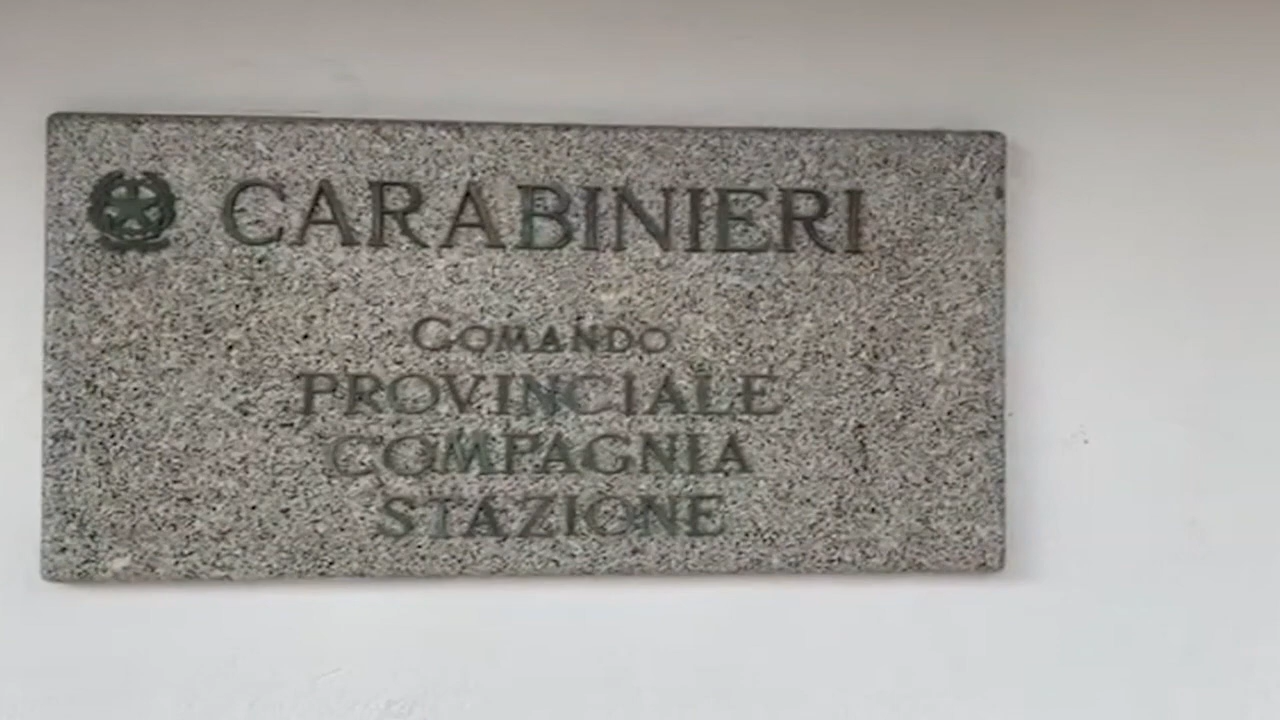 CARABINIERI
COMANDO
PROVINCIALE
COMPAGNIA
STAZIONE